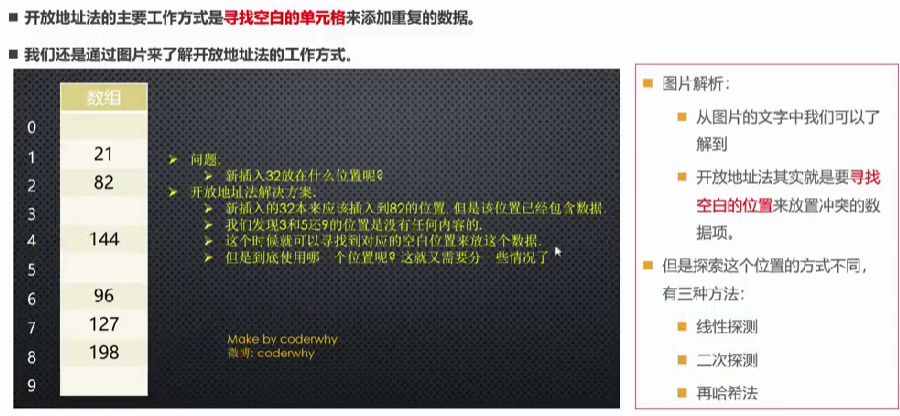 开放地址法的主要工作方式是寻找空白的单元格来添加重复的数据。
我们还是通过图片来了解开放地址法的工作方式。
数组
0
1 21
2 82
3
4 144
5
6 96
7 127
8 198
9
问题:
新插入32放在什么位置呢?
开放地址法解决方案:
新插入的32本来应该插入到82的位置, 但是该位置已经包含数据.
我们发现3和5还9的位置是没有任何内容的.
这个时候就可以寻找到对应的空白位置来放这个数据.
但是到底使用哪一个位置呢? 这就又需要分一些情况了
Make by coderwhy
微博: coderwhy
图片解析：
从图片的文字中我们可以了
解到
开放地址法其实就是要寻找
空白的位置来放置冲突的数
据项。
但是探索这个位置的方式不同，
有三种方法：
线性探测
二次探测
再哈希法